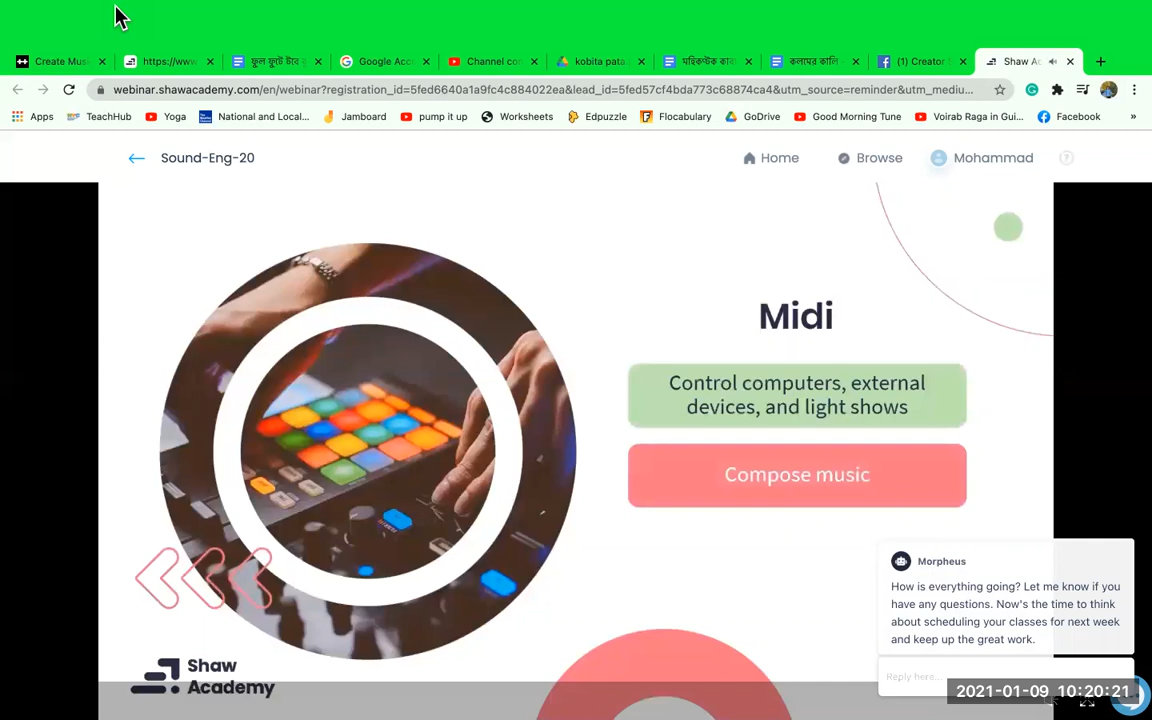 Create Mus
https://www
ফুল ফুটে টবে
Google Acc
Channel con
kobita pata
কলমের কালি
(1) Creator
Shaw Ac
webinar.shawacademy.com/en/webinar?registration_id=5fed6640a1a9fc4c884022ea&lead_id=5fed57cf4bda773c68874ca4&utm_source=reminder&utm_mediu...
Apps TeachHub Yoga National and Local... Jamboard pump it up Worksheets Edpuzzle Flocabulary GoDrive Good Morning Tune Voirab Raga in Gui... Facebook »
Sound-Eng-20
Home Browse Mohammad ?
Midi
Control computers, external
devices, and light shows
Compose music
Morpheus
How is everything going? Let me know if you
have any questions. Now's the time to think
about scheduling your classes for next week
and keep up the great work.
Reply here...
Shaw
Academy
2021-01-09 10:20:21